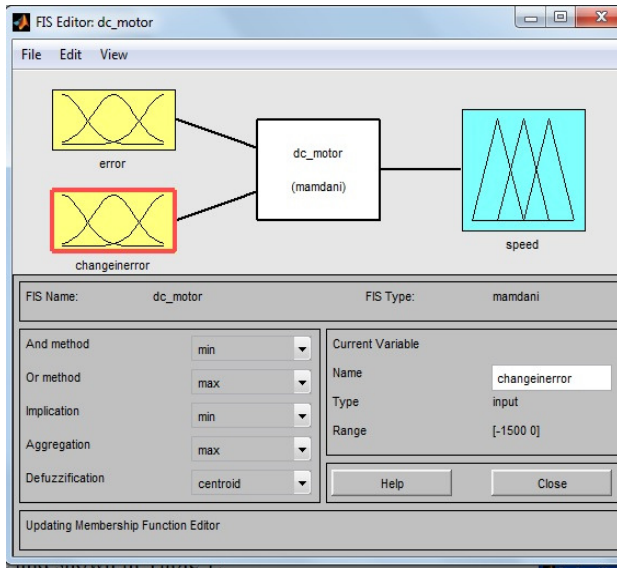 FIS Editor: dc_motor
File Edit View
error
dc_motor
(mamdani)
changeinerror
speed
FIS Name: dc_motor FIS Type: mamdani
And method min
Or method max
Implication min
Aggregation max
Defuzzification centroid
Current Variable
Name changeinerror
Type input
Range [-1500 0]
Help Close
Updating Membership Function Editor